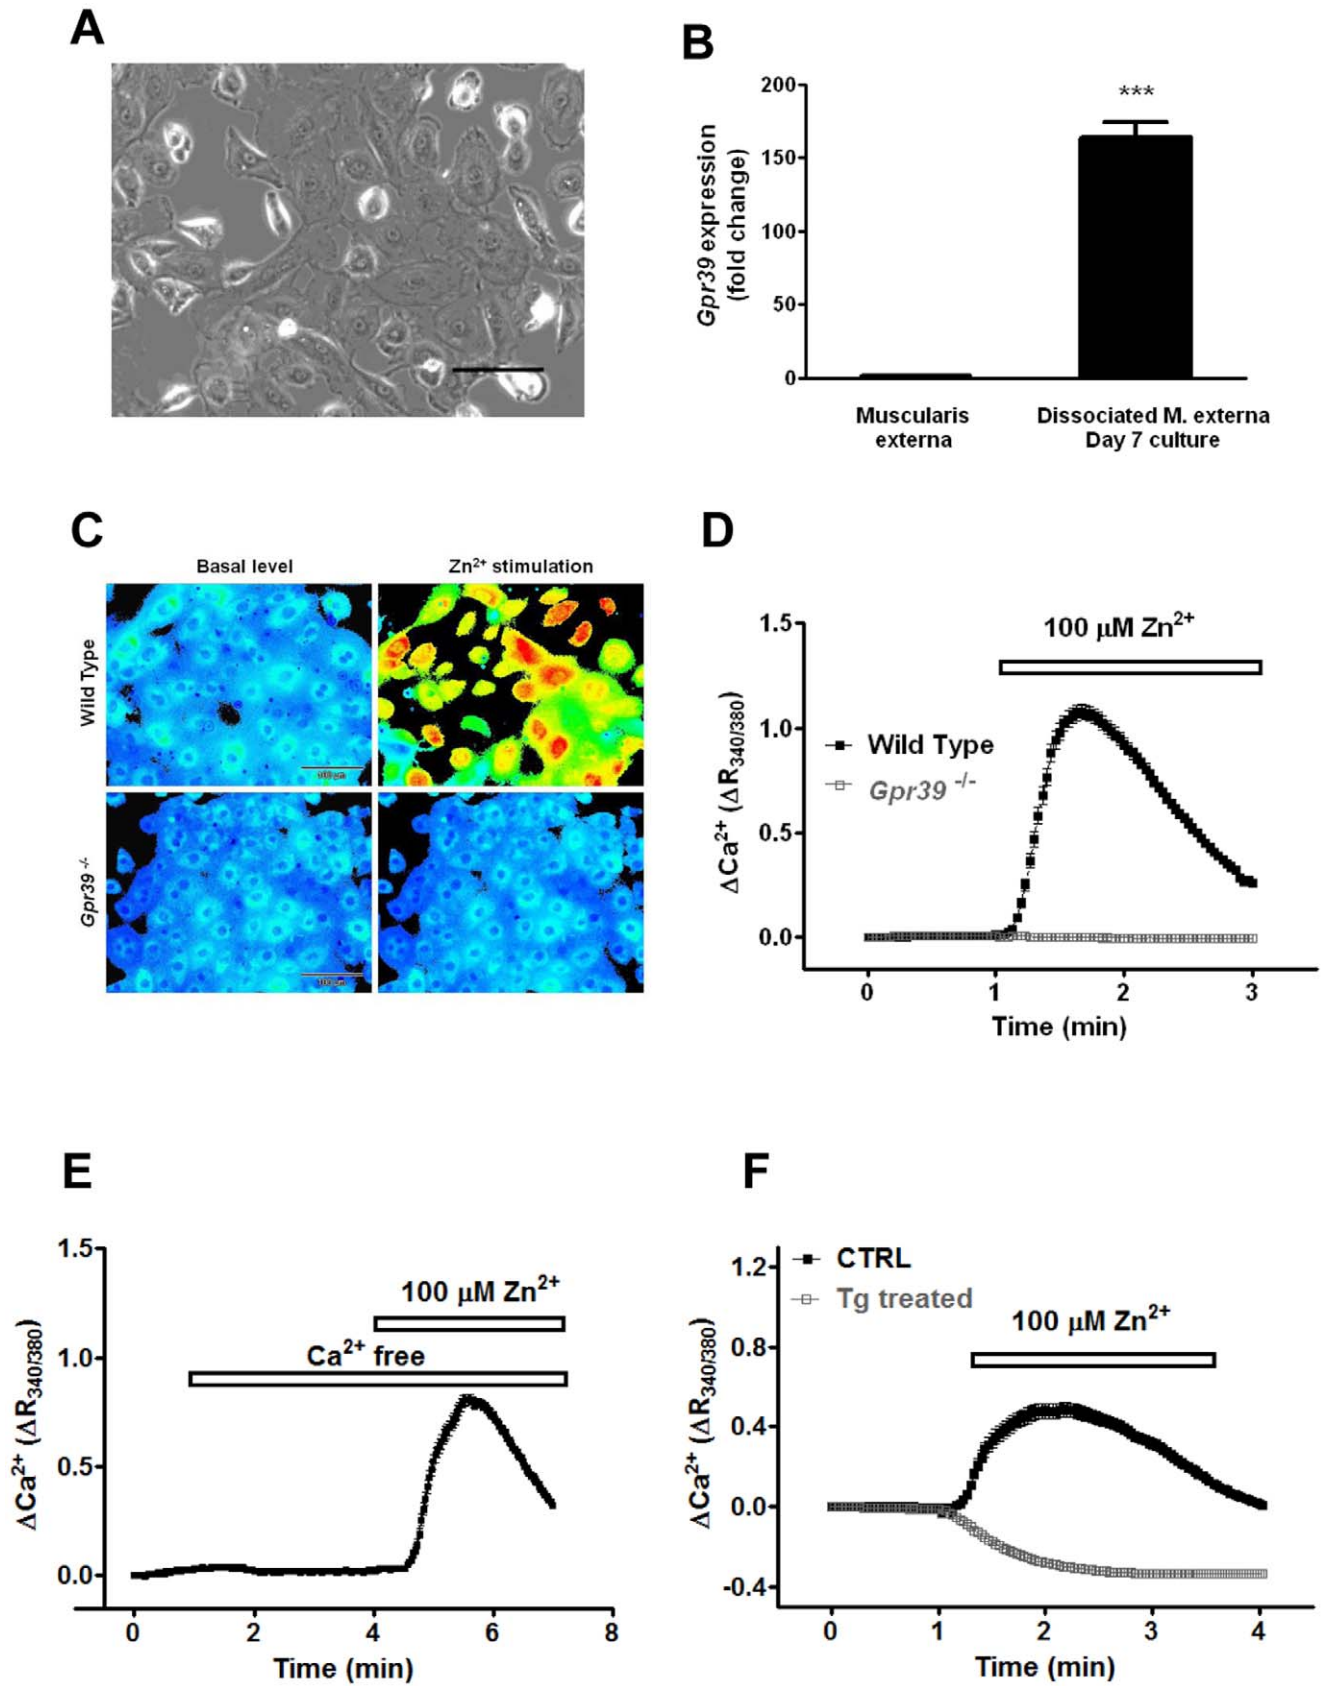 A
B
200
150
100
50
0
Gpr39 expression
(fold change)
***
Muscularis
externa
Dissociated M. externa
Day 7 culture
C
Basal level
Zn²⁺ stimulation
Wild Type
Gpr39 -/-
100 µm
100 µm
D
1.5
1.0
0.5
0.0
ΔCa²⁺ (ΔR340/380)
100 µM Zn²⁺
Wild Type
Gpr39 -/-
0 1 2 3
Time (min)
E
1.5
1.0
0.5
0.0
ΔCa²⁺ (ΔR340/380)
100 µM Zn²⁺
Ca²⁺ free
0 2 4 6 8
Time (min)
F
1.2
0.8
0.4
0.0
-0.4
ΔCa²⁺ (ΔR340/380)
CTRL
Tg treated
100 µM Zn²⁺
0 1 2 3 4
Time (min)